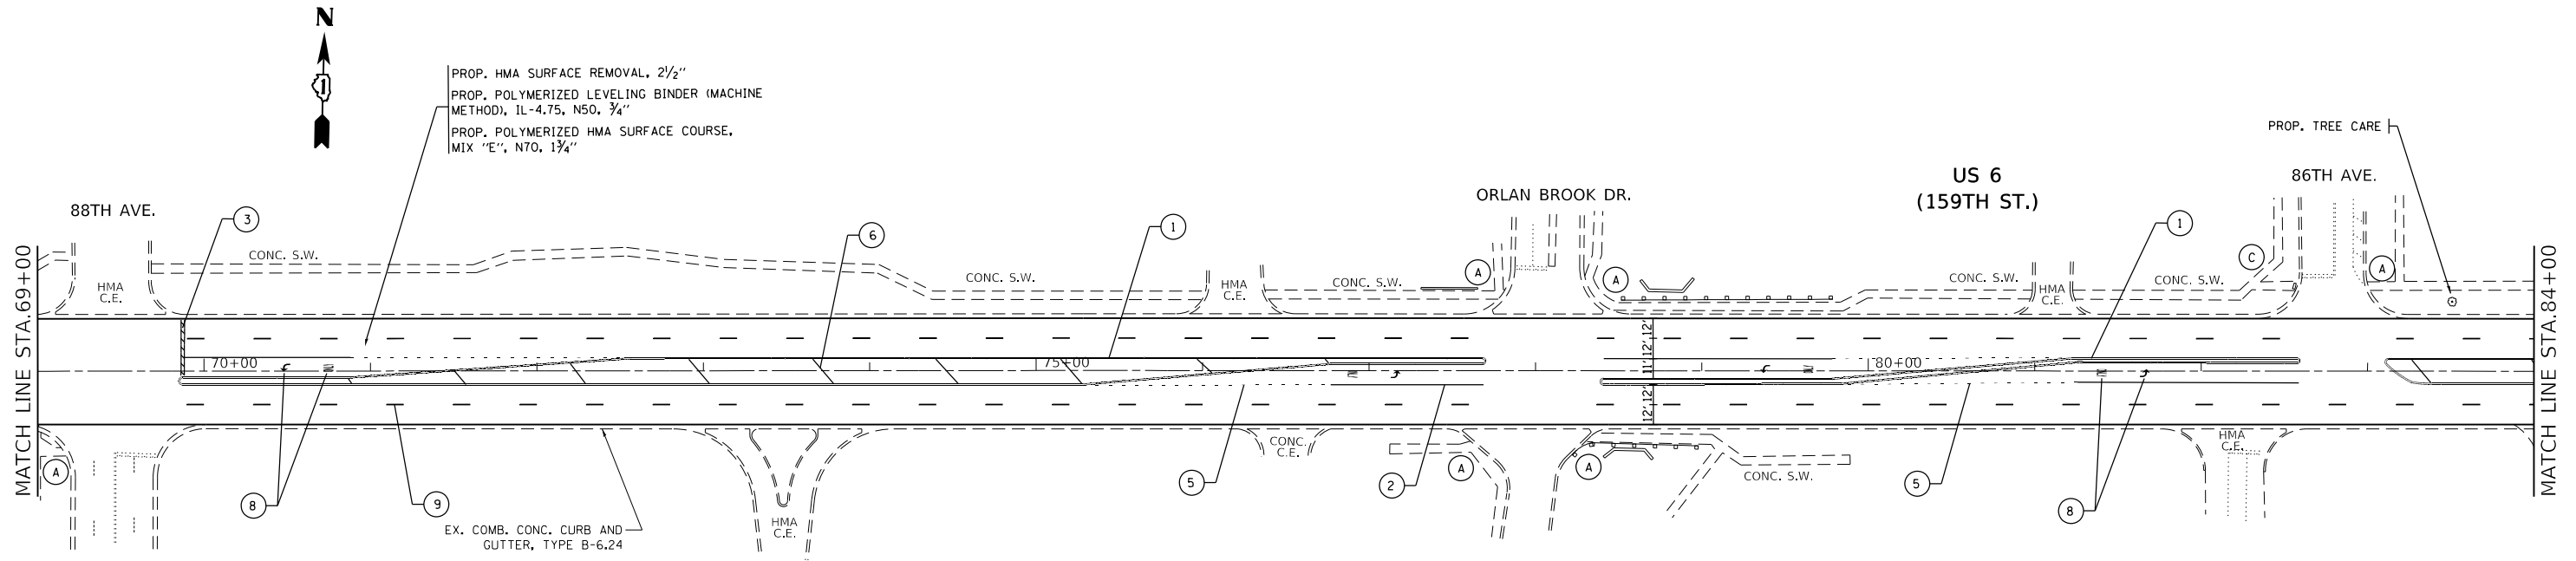 N
1
PROP. HMA SURFACE REMOVAL, 2½"
PROP. POLYMERIZED LEVELING BINDER (MACHINE
METHOD), IL-4.75, N50, ¾"
PROP. POLYMERIZED HMA SURFACE COURSE,
MIX "E", N70, 1¾"
PROP. TREE CARE
US 6
(159TH ST.)
88TH AVE.
ORLAN BROOK DR.
86TH AVE.
3
6
1
1
CONC. S.W.
CONC. S.W.
CONC. S.W.
CONC. S.W.
CONC. S.W.
A
A
C
A
HMA
C.E.
HMA
C.E.
HMA
C.E.
MATCH LINE STA.69+00
MATCH LINE STA.84+00
70+00
75+00
80+00
12' 12' 11' 12' 12'
A
8
9
5
2
A
A
5
8
CONC.
C.E.
CONC. S.W.
HMA
C.E.
HMA
C.E.
EX. COMB. CONC. CURB AND
GUTTER, TYPE B-6.24